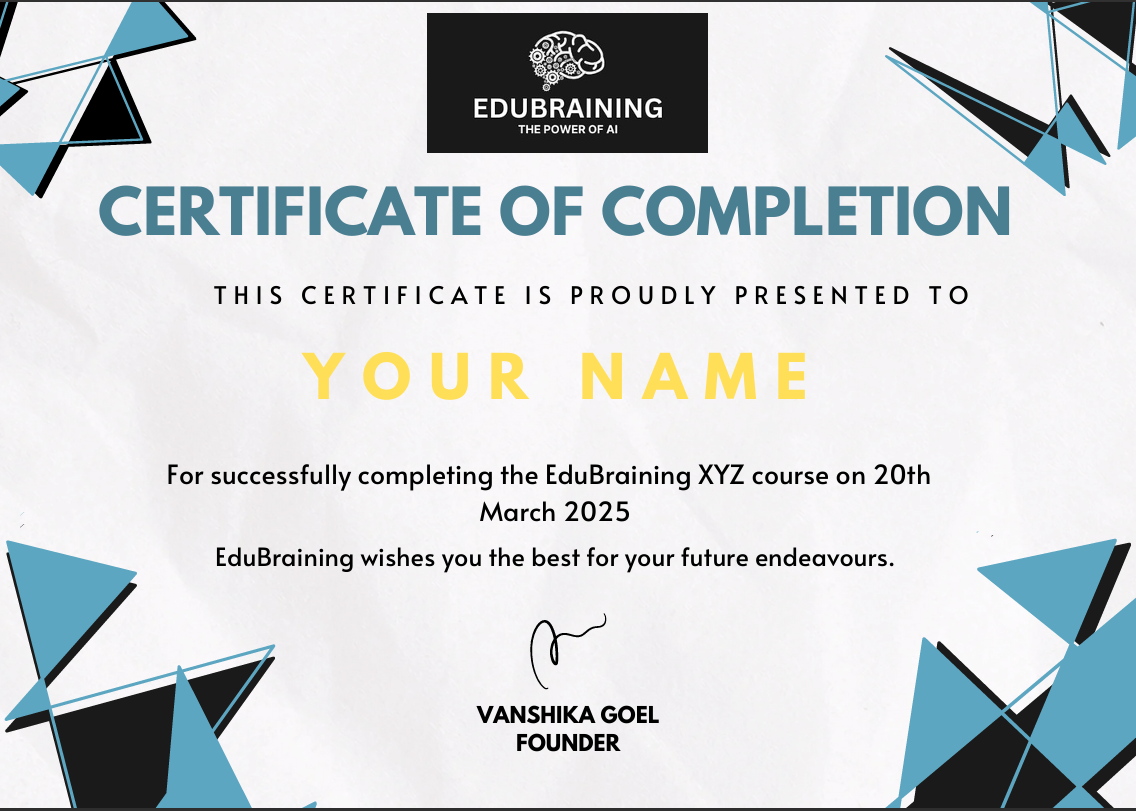 EDUBRAINING
THE POWER OF AI
CERTIFICATE OF COMPLETION
THIS CERTIFICATE IS PROUDLY PRESENTED TO
YOUR NAME
For successfully completing the EduBraining XYZ course on 20th
March 2025
EduBraining wishes you the best for your future endeavours.
VANSHIKA GOEL
FOUNDER